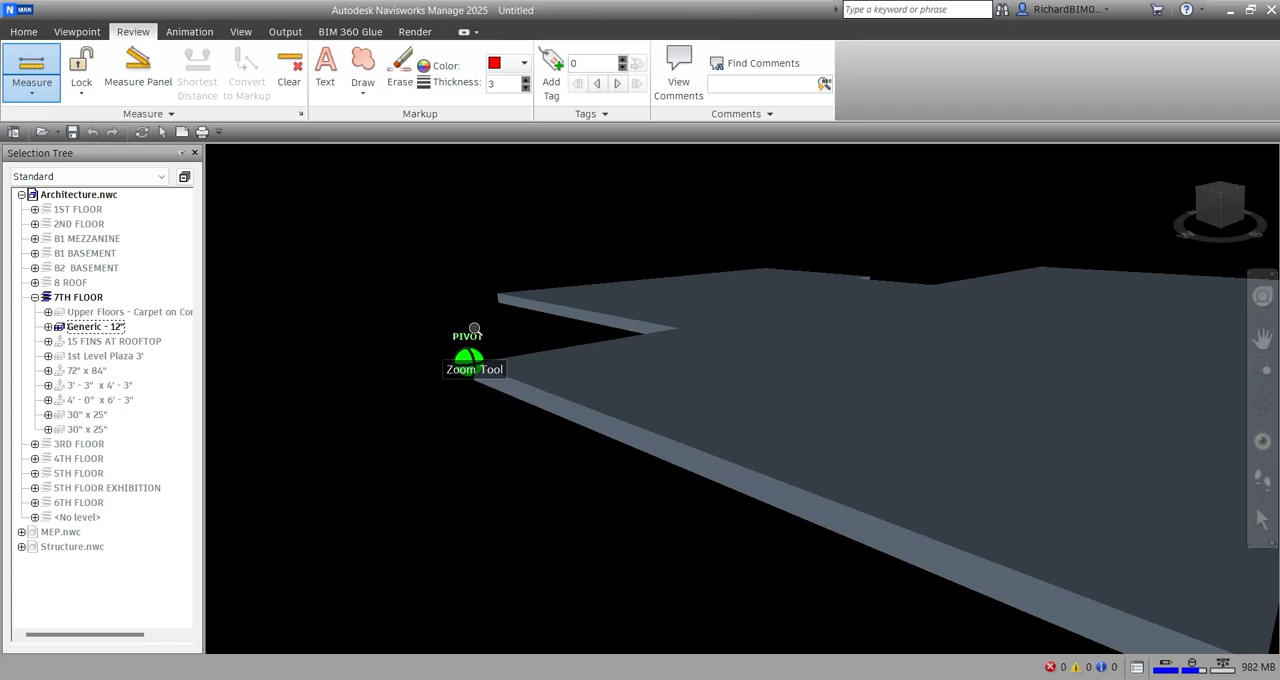 N MAN
Autodesk Navisworks Manage 2025 Untitled
Type a keyword or phrase
RichardBIMO...
Home Viewpoint Review Animation View Output BIM 360 Glue Render
Measure
Lock
Measure Panel
Shortest Distance
Convert to Markup
Clear
Text
Draw
Erase
Color:
Thickness: 3
Add Tag
0
View Comments
Find Comments
Measure Markup Tags Comments
Selection Tree
Standard
Architecture.nwc
1ST FLOOR
2ND FLOOR
B1 MEZZANINE
B1 BASEMENT
B2 BASEMENT
8 ROOF
7TH FLOOR
Upper Floors - Carpet on Cor
Generic - 12"
15 FINS AT ROOFTOP
1st Level Plaza 3'
72" x 84"
3' - 3" x 4' - 3"
4' - 0" x 6' - 3"
30" x 25"
30" x 25"
3RD FLOOR
4TH FLOOR
5TH FLOOR
5TH FLOOR EXHIBITION
6TH FLOOR
<No level>
MEP.nwc
Structure.nwc
PIVOT
Zoom Tool
0 0 0
982 MB